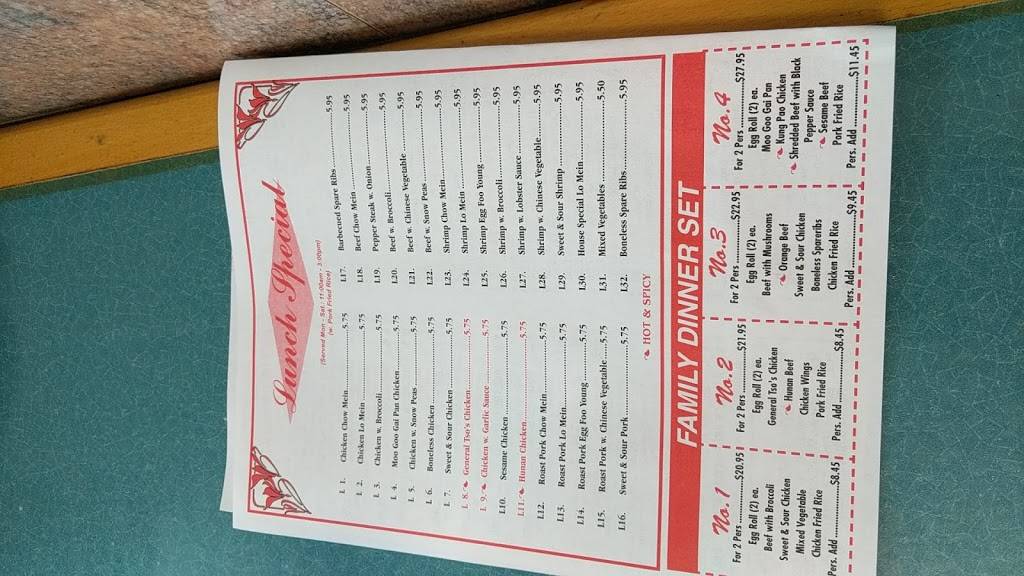 Lunch Special
(Served Mon - Sat.: 11:00am - 3:00pm)
(w. Pork Fried Rice)
L 1. Chicken Chow Mein 5.75
L 2. Chicken Lo Mein 5.75
L 3. Chicken w. Broccoli 5.75
L 4. Moo Goo Gai Pan Chicken 5.75
L 5. Chicken w. Snow Peas 5.75
L 6. Boneless Chicken 5.75
L 7. Sweet & Sour Chicken 5.75
L 8. General Tso's Chicken 5.75
L 9. Chicken w. Garlic Sauce 5.75
L10. Sesame Chicken 5.75
L11. Hunan Chicken 5.75
L12. Roast Pork Chow Mein 5.75
L13. Roast Pork Lo Mein 5.75
L14. Roast Pork Egg Foo Young 5.75
L15. Roast Pork w. Chinese Vegetable 5.75
L16. Sweet & Sour Pork 5.75
L17. Barbecued Spare Ribs 5.95
L18. Beef Chow Mein 5.95
L19. Pepper Steak w. Onion 5.95
L20. Beef w. Broccoli 5.95
L21. Beef w. Chinese Vegetable 5.95
L22. Beef w. Snow Peas 5.95
L23. Shrimp Chow Mein 5.95
L24. Shrimp Lo Mein 5.95
L25. Shrimp Egg Foo Young 5.95
L26. Shrimp w. Broccoli 5.95
L27. Shrimp w. Lobster Sauce 5.95
L28. Shrimp w. Chinese Vegetable 5.95
L29. Sweet & Sour Shrimp 5.95
L30. House Special Lo Mein 5.95
L31. Mixed Vegetables 5.50
L32. Boneless Spare Ribs 5.95
HOT & SPICY
FAMILY DINNER SET
No.1
For 2 Pers $20.95
Egg Roll (2) ea.
Beef with Broccoli
Sweet & Sour Chicken
Mixed Vegetable
Chicken Fried Rice
Pers. Add $8.45
No.2
For 2 Pers $21.95
Egg Roll (2) ea.
General Tso's Chicken
Hunan Beef
Chicken Wings
Pork Fried Rice
Pers. Add $8.45
No.3
For 2 Pers $22.95
Egg Roll (2) ea.
Beef with Mushrooms
Orange Beef
Sweet & Sour Chicken
Boneless Spareribs
Chicken Fried Rice
Pers. Add $9.45
No.4
For 2 Pers $27.95
Egg Roll (2) ea.
Moo Goo Gai Pan
Kung Pao Chicken
Shredded Beef with Black
Pepper Sauce
Sesame Beef
Pork Fried Rice
Pers. Add $11.45